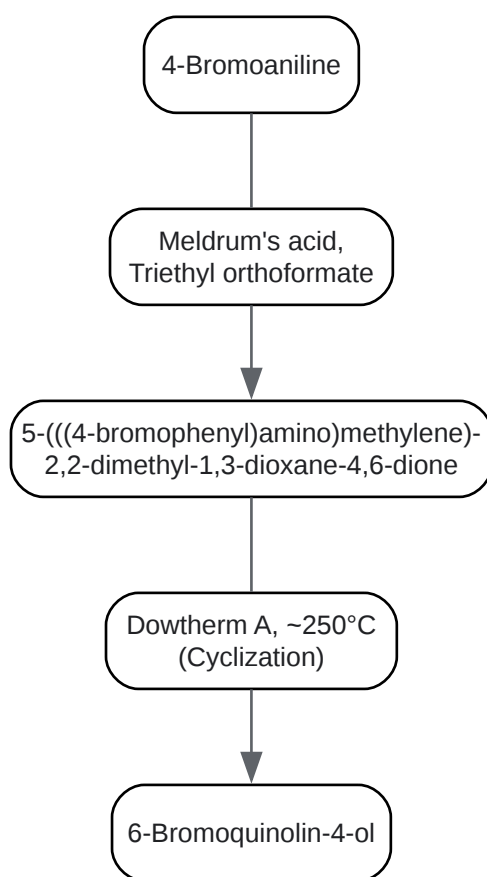 4-Bromoaniline
Meldrum's acid,
Triethyl orthoformate
5-(((4-bromophenyl)amino)methylene)-
2,2-dimethyl-1,3-dioxane-4,6-dione
Dowtherm A, ~250°C
(Cyclization)
6-Bromoquinolin-4-ol